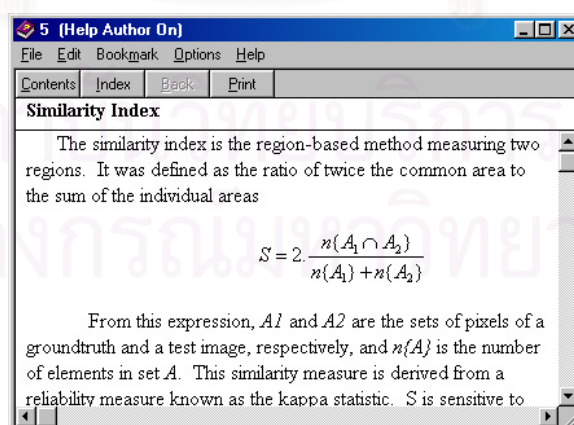 5 (Help Author On)
File Edit Bookmark Options Help
Contents Index Back Print
Similarity Index
The similarity index is the region-based method measuring two
regions. It was defined as the ratio of twice the common area to
the sum of the individual areas
S = 2. n{A₁ ∩ A₂} / n{A₁} + n{A₂}
From this expression, A1 and A2 are the sets of pixels of a
groundtruth and a test image, respectively, and n{A} is the number
of elements in set A. This similarity measure is derived from a
reliability measure known as the kappa statistic. S is sensitive to